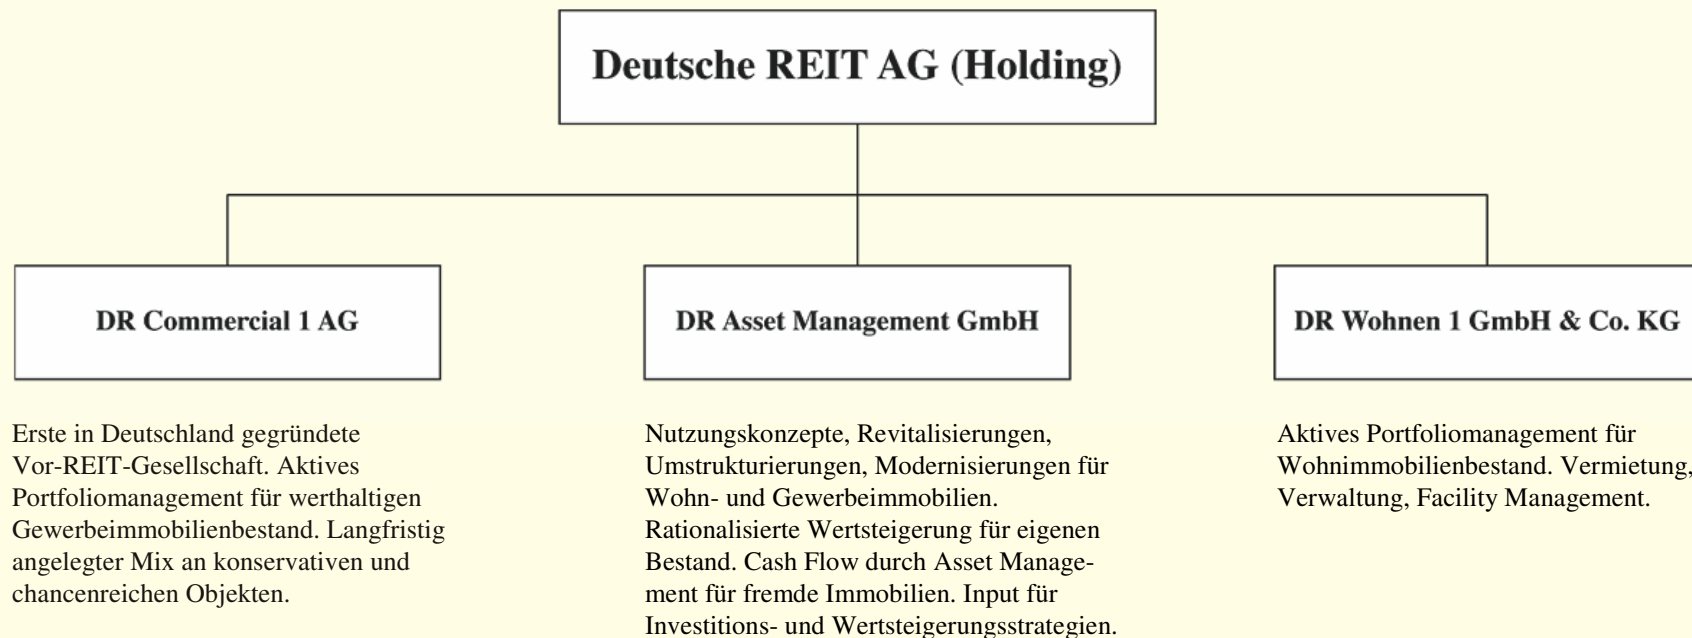 Deutsche REIT AG (Holding)
DR Commercial 1 AG
DR Asset Management GmbH
DR Wohnen 1 GmbH & Co. KG
Erste in Deutschland gegründete
Vor-REIT-Gesellschaft. Aktives
Portfoliomanagement für werthaltigen
Gewerbeimmobilienbestand. Langfristig
angelegter Mix an konservativen und
chancenreichen Objekten.
Nutzungskonzepte, Revitalisierungen,
Umstrukturierungen, Modernisierungen für
Wohn- und Gewerbeimmobilien.
Rationalisierte Wertsteigerung für eigenen
Bestand. Cash Flow durch Asset Manage-
ment für fremde Immobilien. Input für
Investitions- und Wertsteigerungsstrategien.
Aktives Portfoliomanagement für
Wohnimmobilienbestand. Vermietung,
Verwaltung, Facility Management.